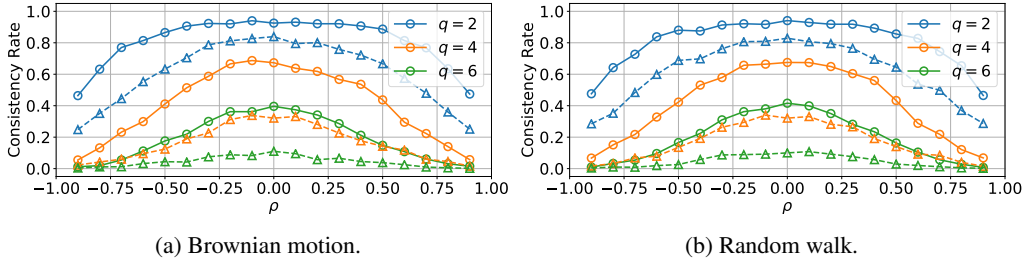 Consistency Rate
1.0
0.8
0.6
0.4
0.2
0.0
q = 2
q = 4
q = 6
−1.00 −0.75 −0.50 −0.25 0.00 0.25 0.50 0.75 1.00
ρ
(a) Brownian motion.
Consistency Rate
1.0
0.8
0.6
0.4
0.2
0.0
q = 2
q = 4
q = 6
−1.00 −0.75 −0.50 −0.25 0.00 0.25 0.50 0.75 1.00
ρ
(b) Random walk.